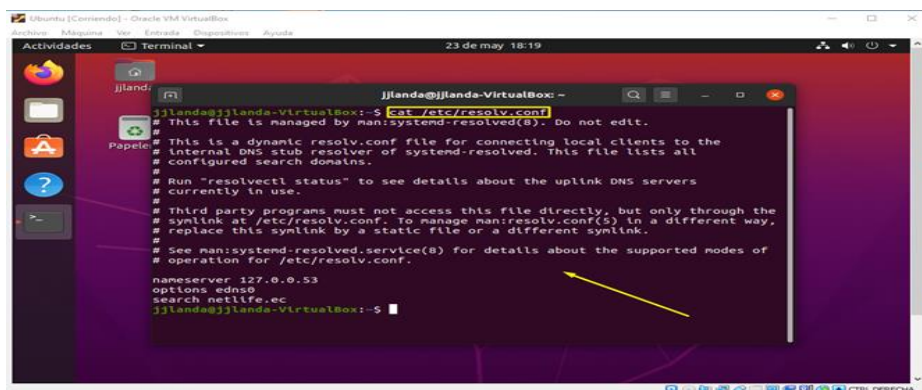 Ubuntu [Corriendo] - Oracle VM VirtualBox
Archivo Máquina Ver Entrada Dispositivos Ayuda
Actividades Terminal 23 de may 18:19
jjlanda
Papele
jjlanda@jjlanda-VirtualBox: ~
jjlanda@jjlanda-VirtualBox:~$ cat /etc/resolv.conf
# This file is managed by man:systemd-resolved(8). Do not edit.
#
# This is a dynamic resolv.conf file for connecting local clients to the
# internal DNS stub resolver of systemd-resolved. This file lists all
# configured search domains.
#
# Run "resolvectl status" to see details about the uplink DNS servers
# currently in use.
#
# Third party programs must not access this file directly, but only through the
# symlink at /etc/resolv.conf. To manage man:resolv.conf(5) in a different way,
# replace this symlink by a static file or a different symlink.
#
# See man:systemd-resolved.service(8) for details about the supported modes of
# operation for /etc/resolv.conf.
nameserver 127.0.0.53
options edns0
search netlife.ec
jjlanda@jjlanda-VirtualBox:~$
CTRL DERECHA